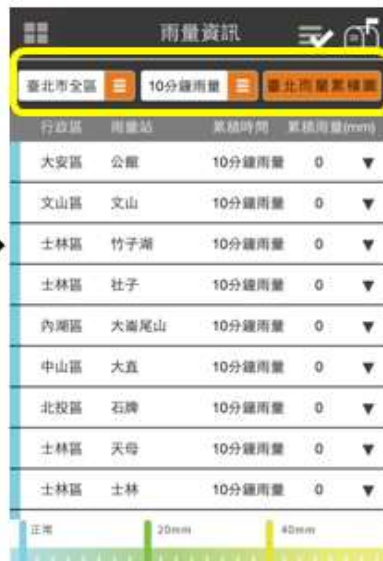 雨量資訊
臺北市全區 10分鐘雨量 臺北雨量累積圖
行政區 雨量站 累積時間 累積雨量(mm)
大安區 公館 10分鐘雨量 0 ▼
文山區 文山 10分鐘雨量 0 ▼
士林區 竹子湖 10分鐘雨量 0 ▼
士林區 社子 10分鐘雨量 0 ▼
內湖區 大崙尾山 10分鐘雨量 0 ▼
中山區 大直 10分鐘雨量 0 ▼
北投區 石牌 10分鐘雨量 0 ▼
士林區 天母 10分鐘雨量 0 ▼
士林區 士林 10分鐘雨量 0 ▼
正常 20mm 40mm